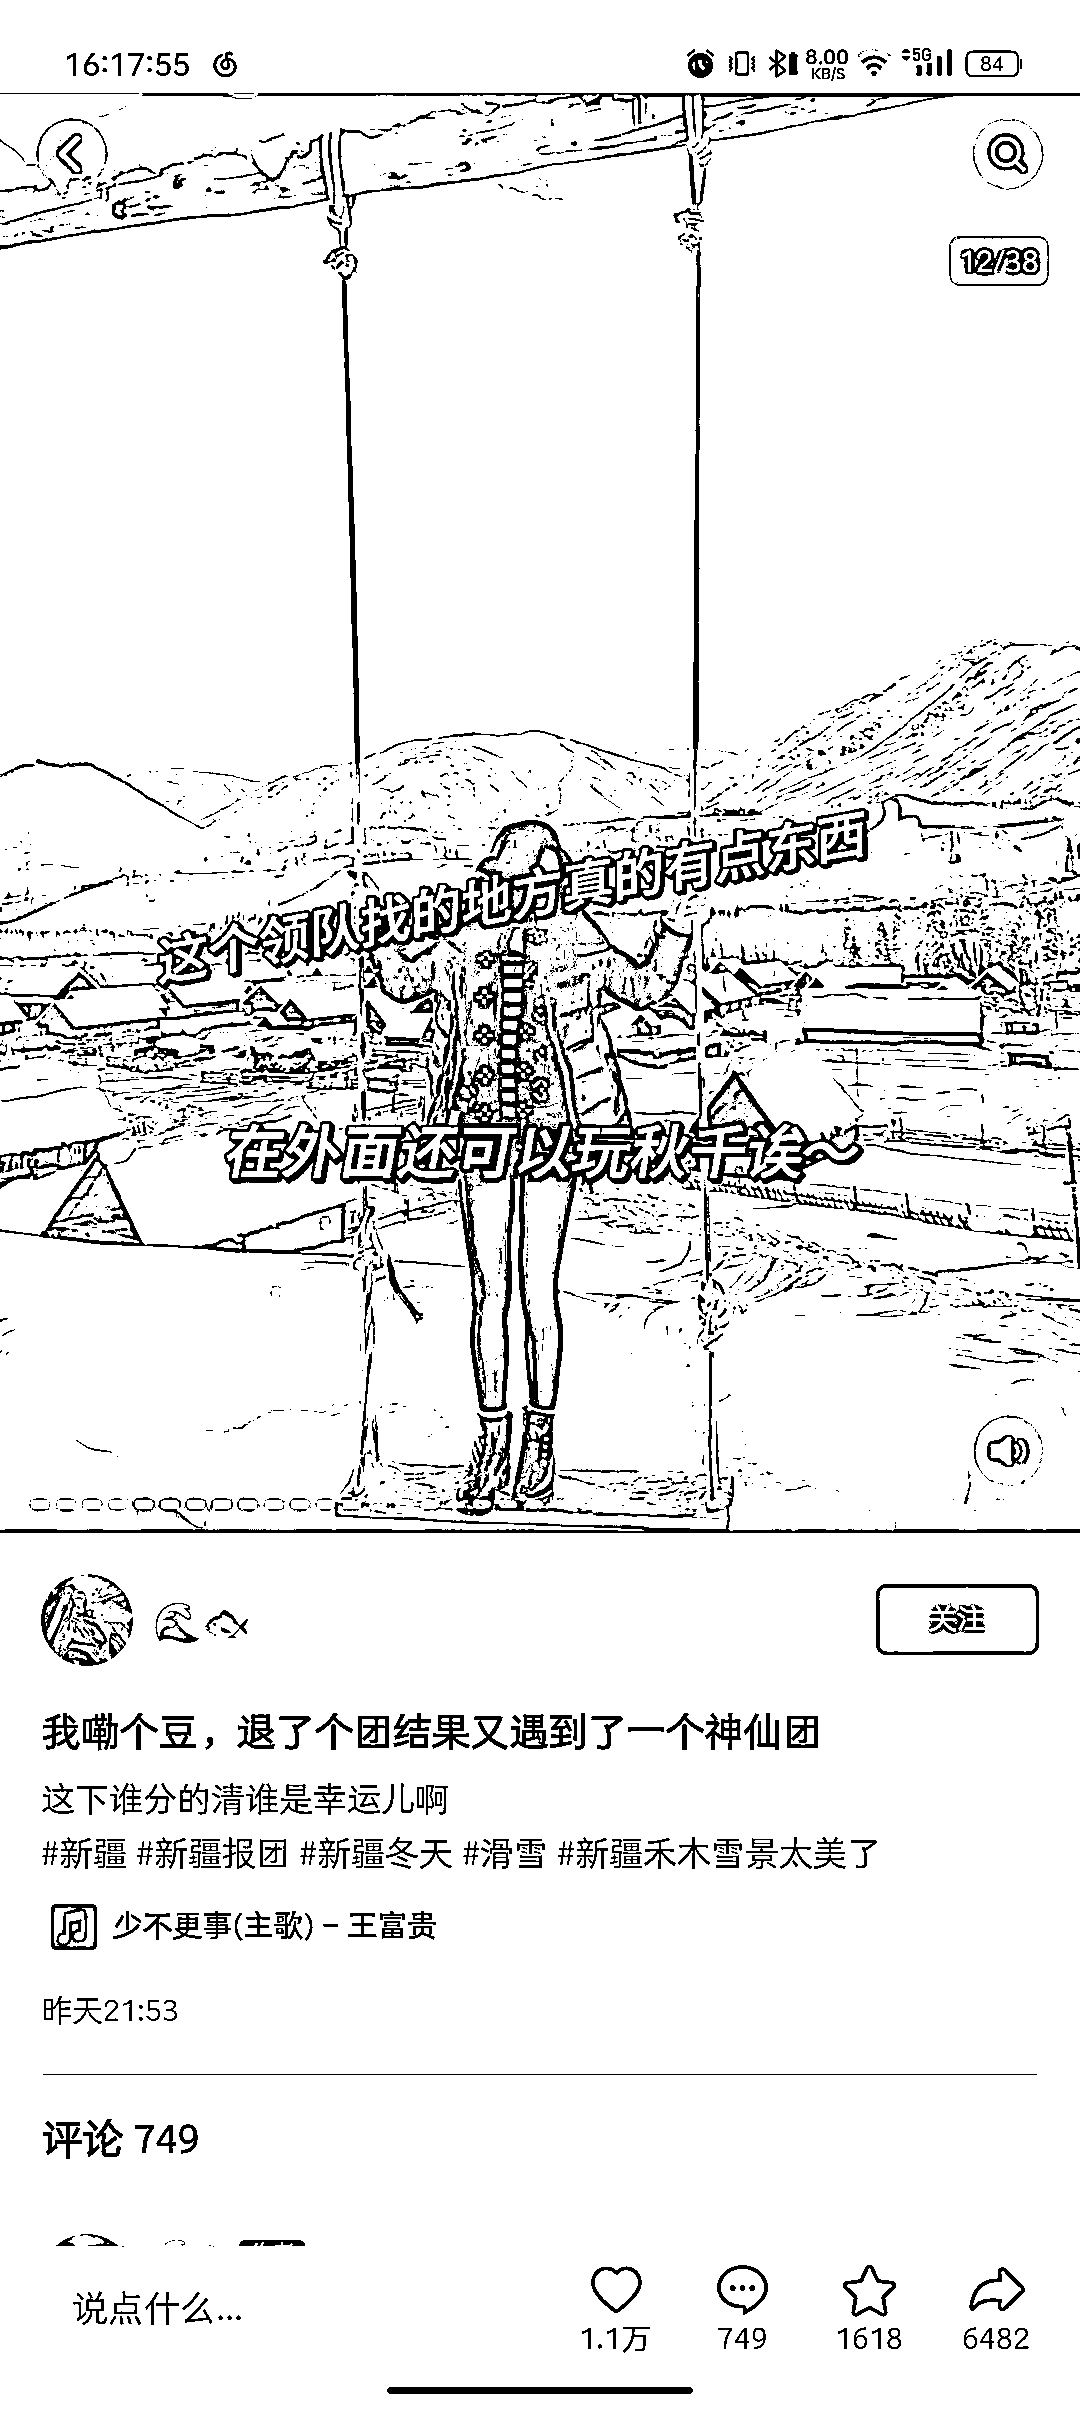 16:17:55
8.00
KB/S
5G
84
12/38
这个领队找的地方真的有点东西
在外面还可以玩秋千诶～
关注
我嘞个豆，退了个团结果又遇到了一个神仙团
这下谁分的清谁是幸运儿啊
#新疆 #新疆报团 #新疆冬天 #滑雪 #新疆禾木雪景太美了
少不更事(主歌) – 王富贵
昨天21:53
评论 749
说点什么...
1.1万
749
1618
6482